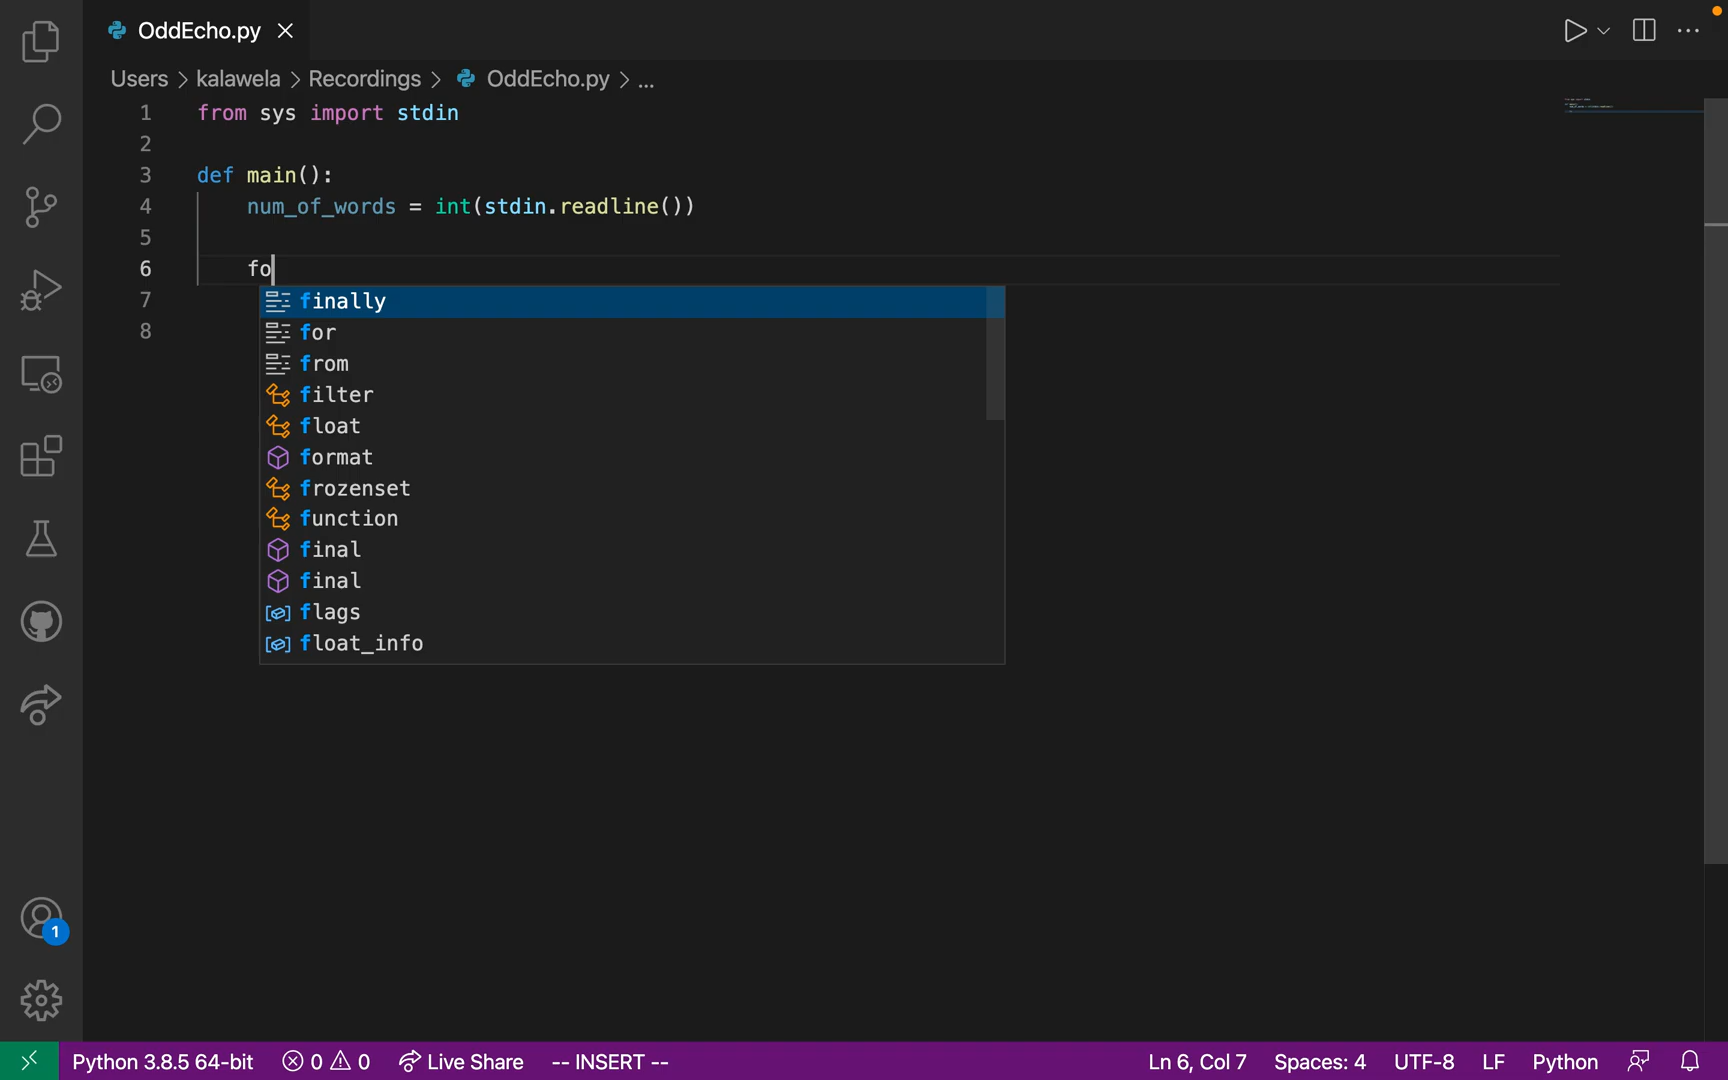 OddEcho.py
Users > kalawela > Recordings > OddEcho.py > ...
1 from sys import stdin
2
3 def main():
4 num_of_words = int(stdin.readline())
5
6 fo
7
8
finally
for
from
filter
float
format
frozenset
function
final
final
flags
float_info
1
Python 3.8.5 64-bit 0 0 Live Share -- INSERT -- Ln 6, Col 7 Spaces: 4 UTF-8 LF Python